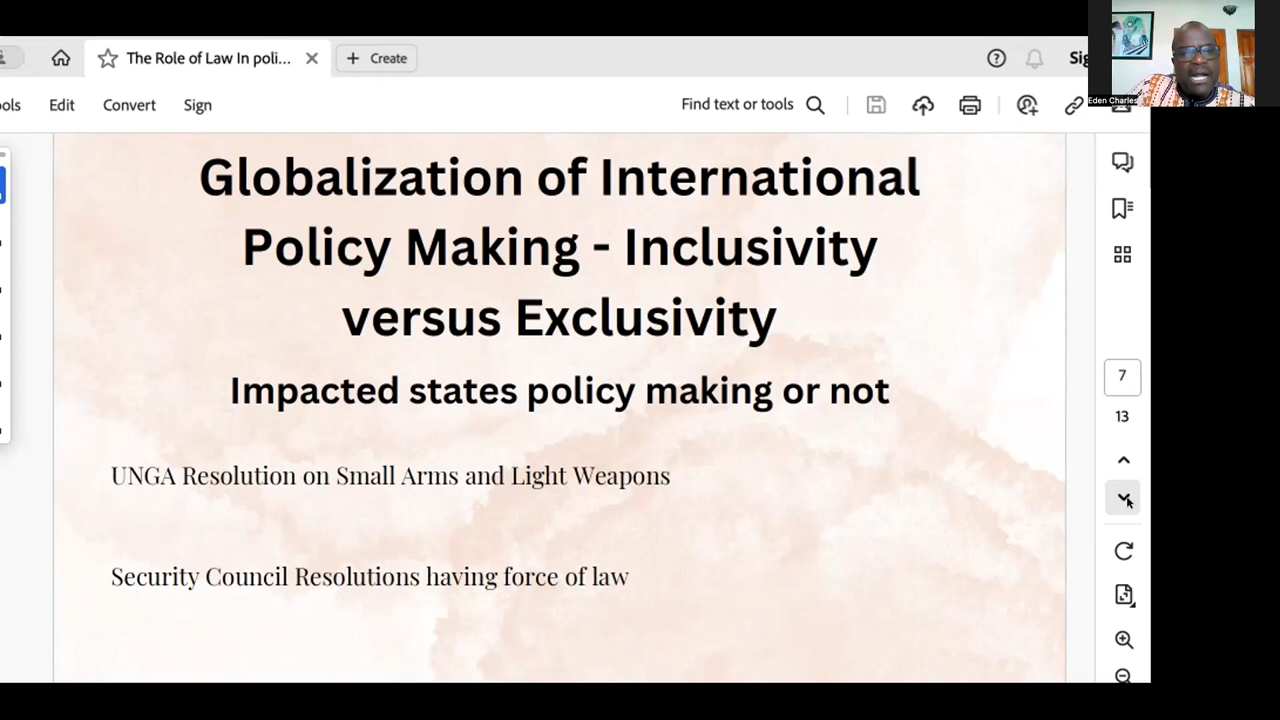 The Role of Law In poli...
Create
Sig
ools
Edit
Convert
Sign
Find text or tools
Eden Charles
Globalization of International
Policy Making - Inclusivity
versus Exclusivity
Impacted states policy making or not
UNGA Resolution on Small Arms and Light Weapons
Security Council Resolutions having force of law
7
13